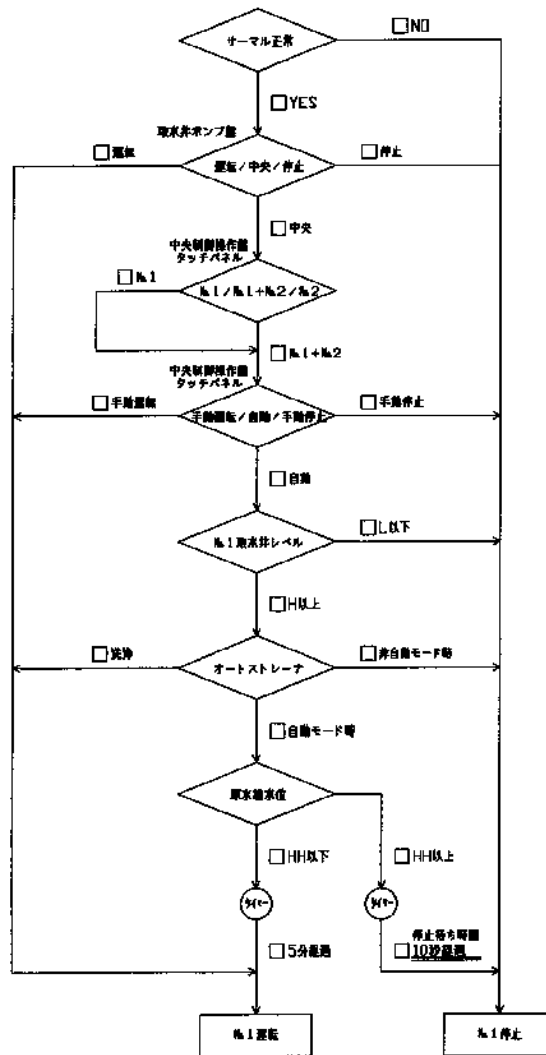 サーマル正常
□NO
□YES
取水井ポンプ盤
□運転
運転/中央/停止
□停止
□中央
中央制御操作盤
タッチパネル
□№1
№1/№1+№2/№2
□№1+№2
中央制御操作盤
タッチパネル
□手動運転
手動運転/自動/手動停止
□手動停止
□自動
№1取水井レベル
□L以下
□H以上
□洗浄
オートストレーナ
□非自動モード時
□自動モード時
原水槽水位
□HH以下
□HH以上
タイマー
タイマー
停止待ち時間
□5分経過
□10秒経過
№1運転
№1停止